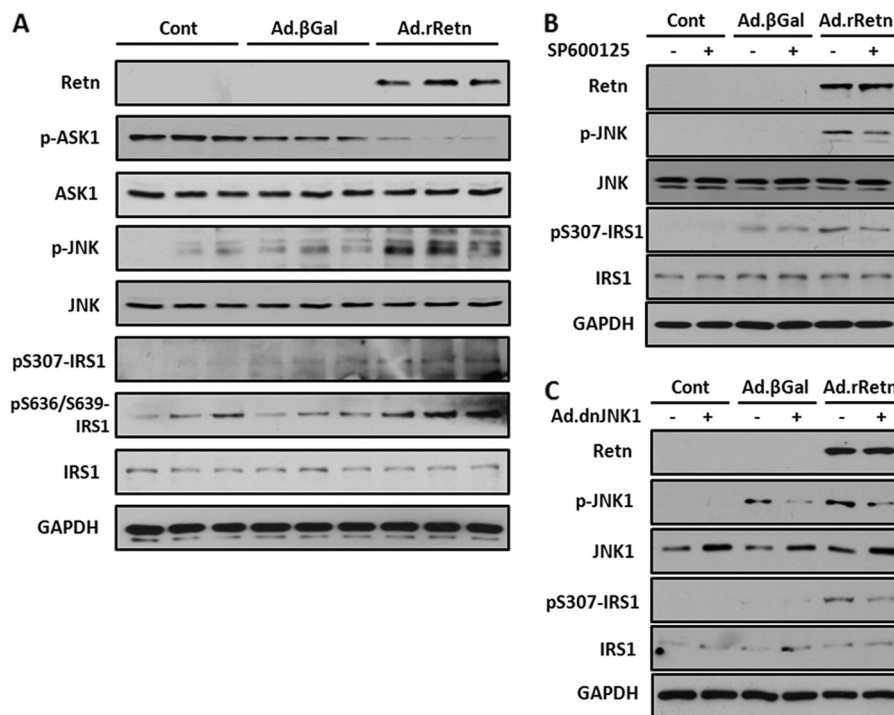 A
Cont Ad.βGal Ad.rRetn
Retn
p-ASK1
ASK1
p-JNK
JNK
pS307-IRS1
pS636/S639-
IRS1
IRS1
GAPDH
B
Cont Ad.βGal Ad.rRetn
SP600125 - + - + - +
Retn
p-JNK
JNK
pS307-IRS1
IRS1
GAPDH
C
Cont Ad.βGal Ad.rRetn
Ad.dnJNK1 - + - + - +
Retn
p-JNK1
JNK1
pS307-IRS1
IRS1
GAPDH